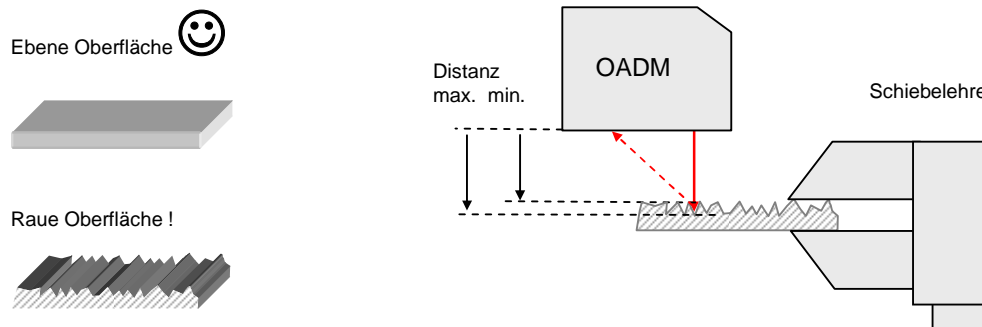 Ebene Oberfläche
Raue Oberfläche !
Distanz
max. min.
OADM
Schiebelehre